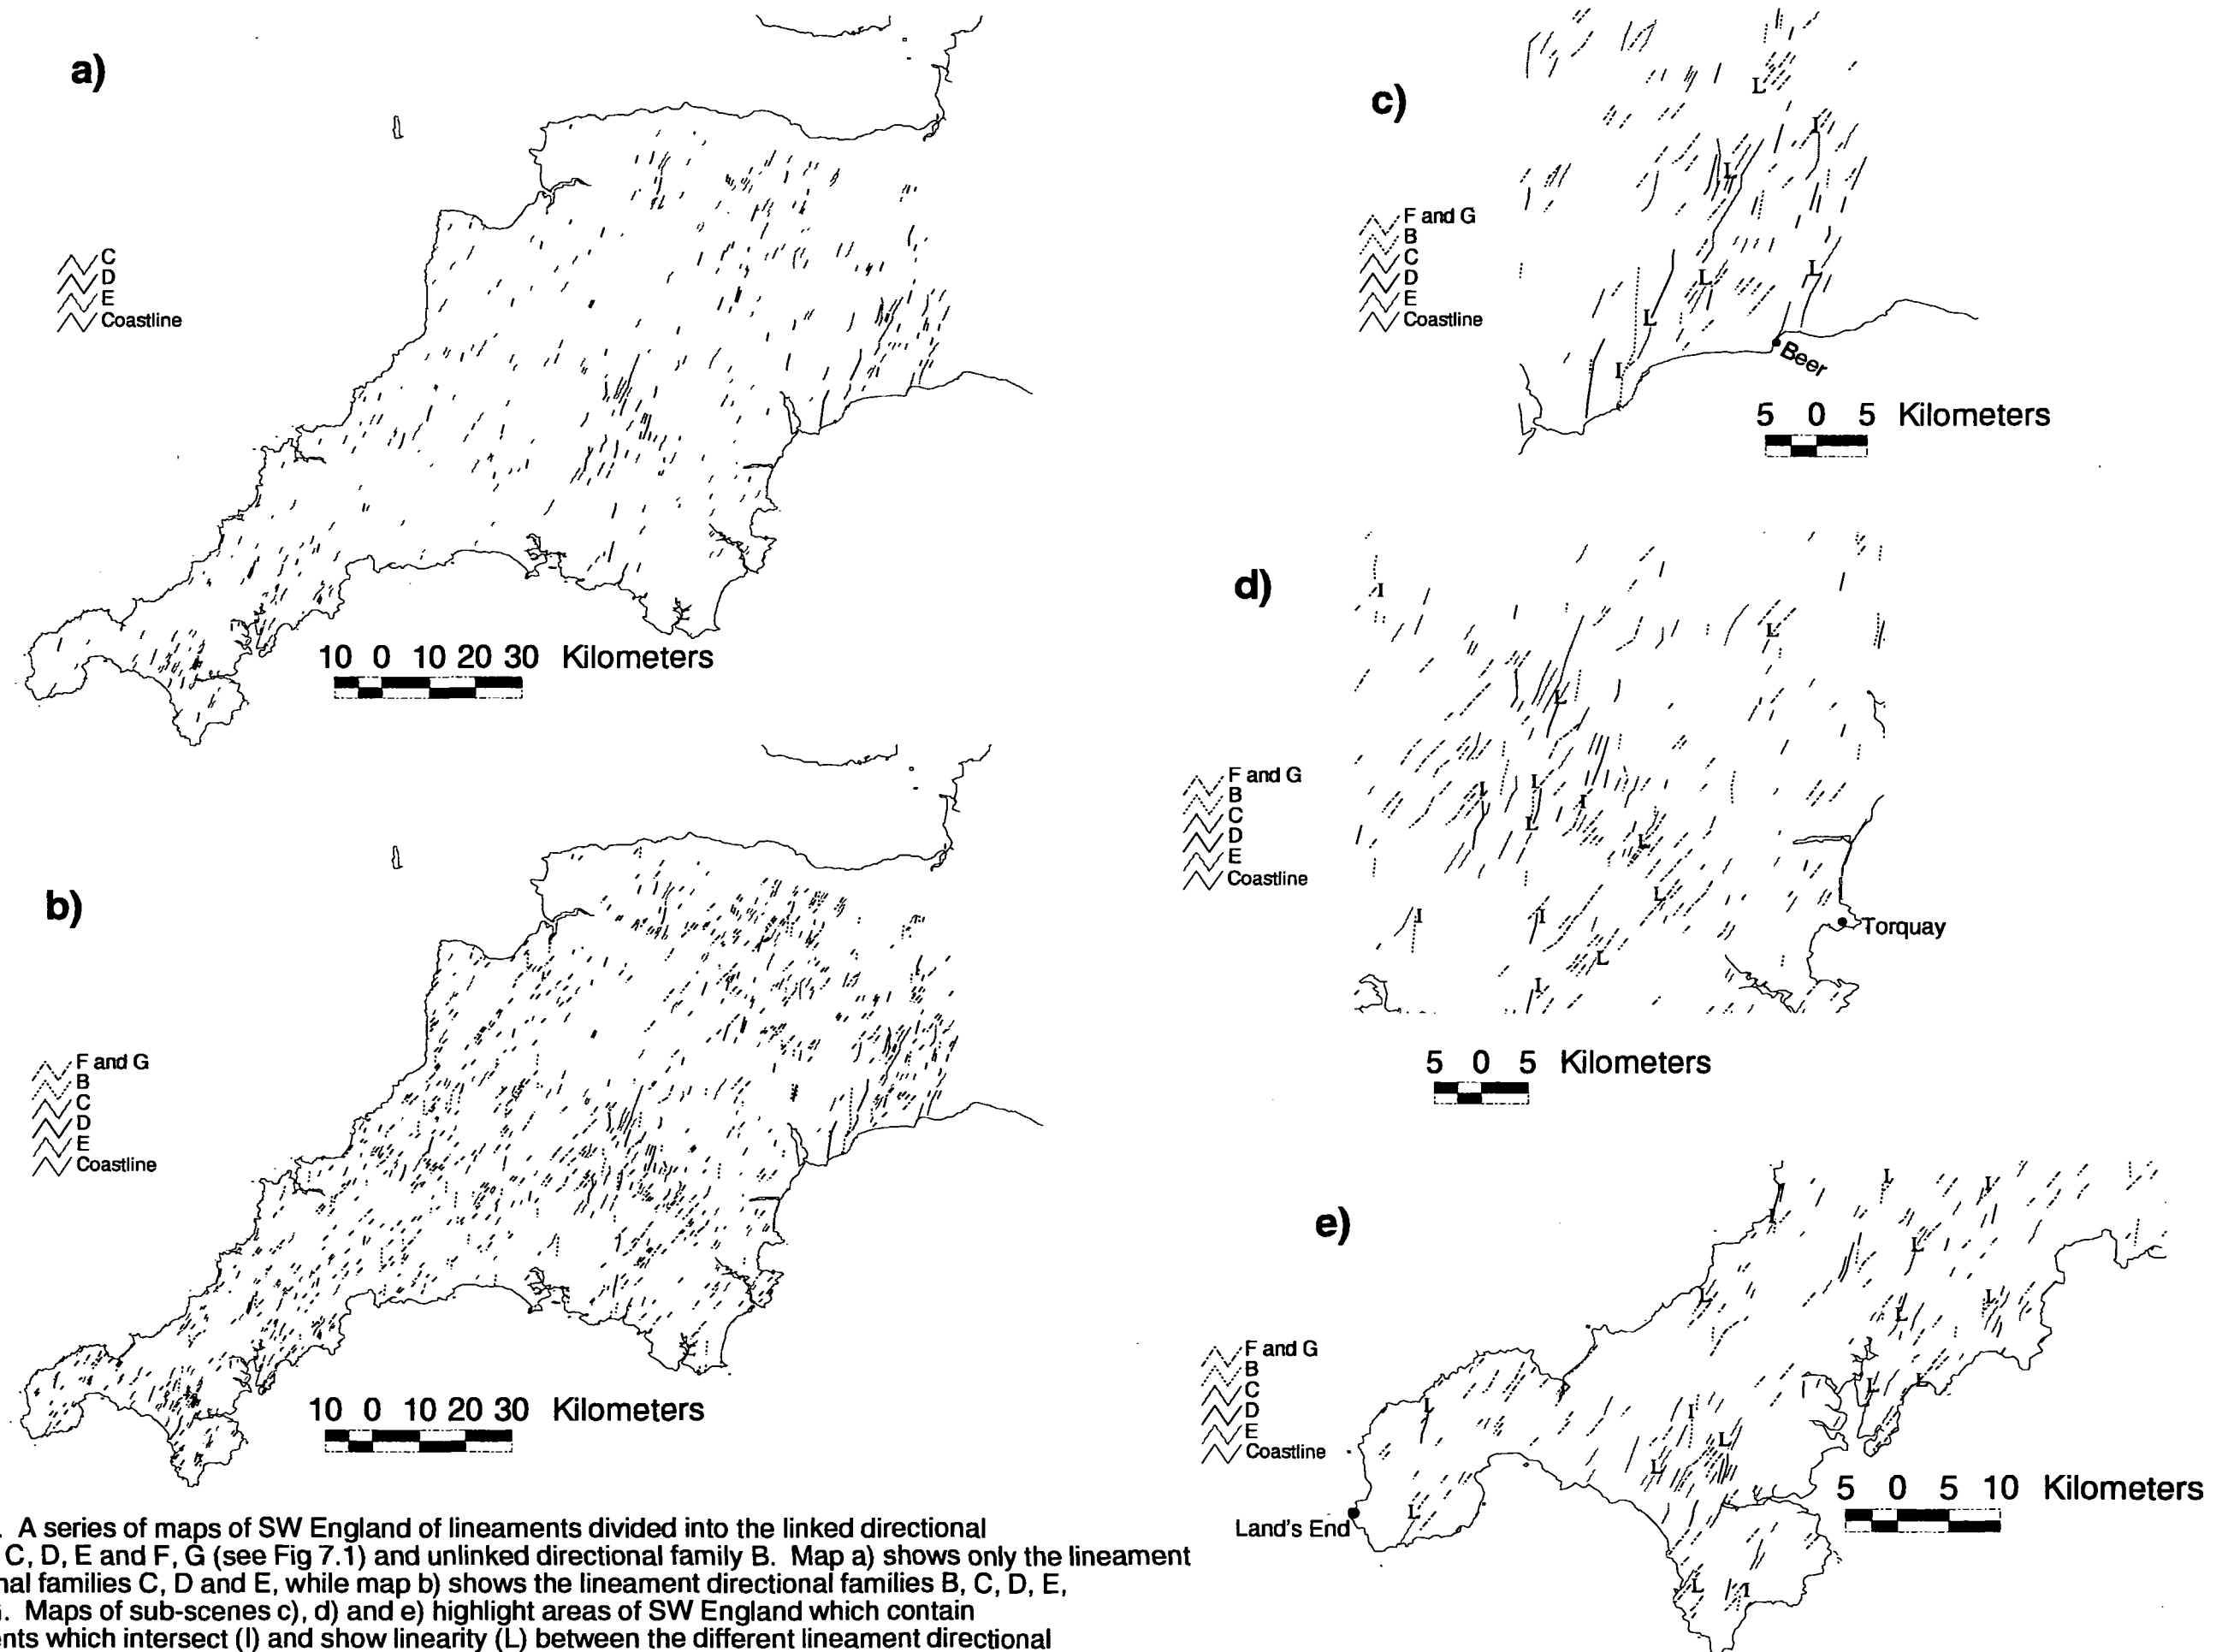 a)
C
D
E
Coastline
10 0 10 20 30 Kilometers
b)
F and G
B
C
D
E
Coastline
10 0 10 20 30 Kilometers
c)
L
I
L
F and G
B
C
D
E
Coastline
L
L
L
I
Beer
5 0 5 Kilometers
d)
I
L
L
F and G
B
C
D
E
Coastline
I
I
I
L
L
L
I
I
Torquay
L
I
5 0 5 Kilometers
e)
I
I
I
L
L
L
L
F and G
B
C
D
E
Coastline
L
L
I
I
L
L
L
Land's End
5 0 5 10 Kilometers
L
I
. A series of maps of SW England of lineaments divided into the linked directional
C, D, E and F, G (see Fig 7.1) and unlinked directional family B. Map a) shows only the lineament
nal families C, D and E, while map b) shows the lineament directional families B, C, D, E,
. Maps of sub-scenes c), d) and e) highlight areas of SW England which contain
nts which intersect (I) and show linearity (L) between the different lineament directional